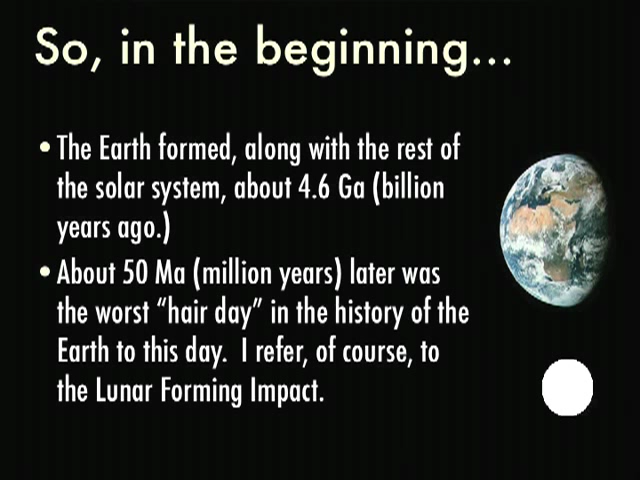 So, in the beginning...
• The Earth formed, along with the rest of
the solar system, about 4.6 Ga (billion
years ago.)
• About 50 Ma (million years) later was
the worst “hair day” in the history of the
Earth to this day.  I refer, of course, to
the Lunar Forming Impact.